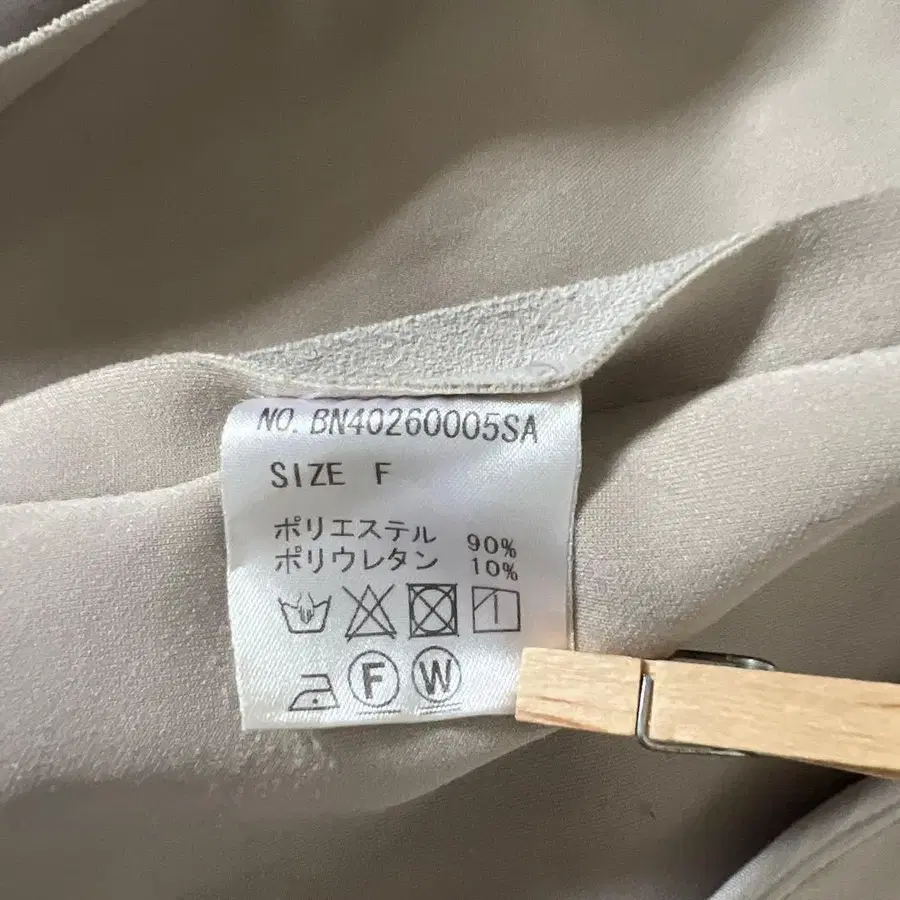 NO. BN40260005SA
SIZE F
ポリエステル 90%
ポリウレタン 10%
F W